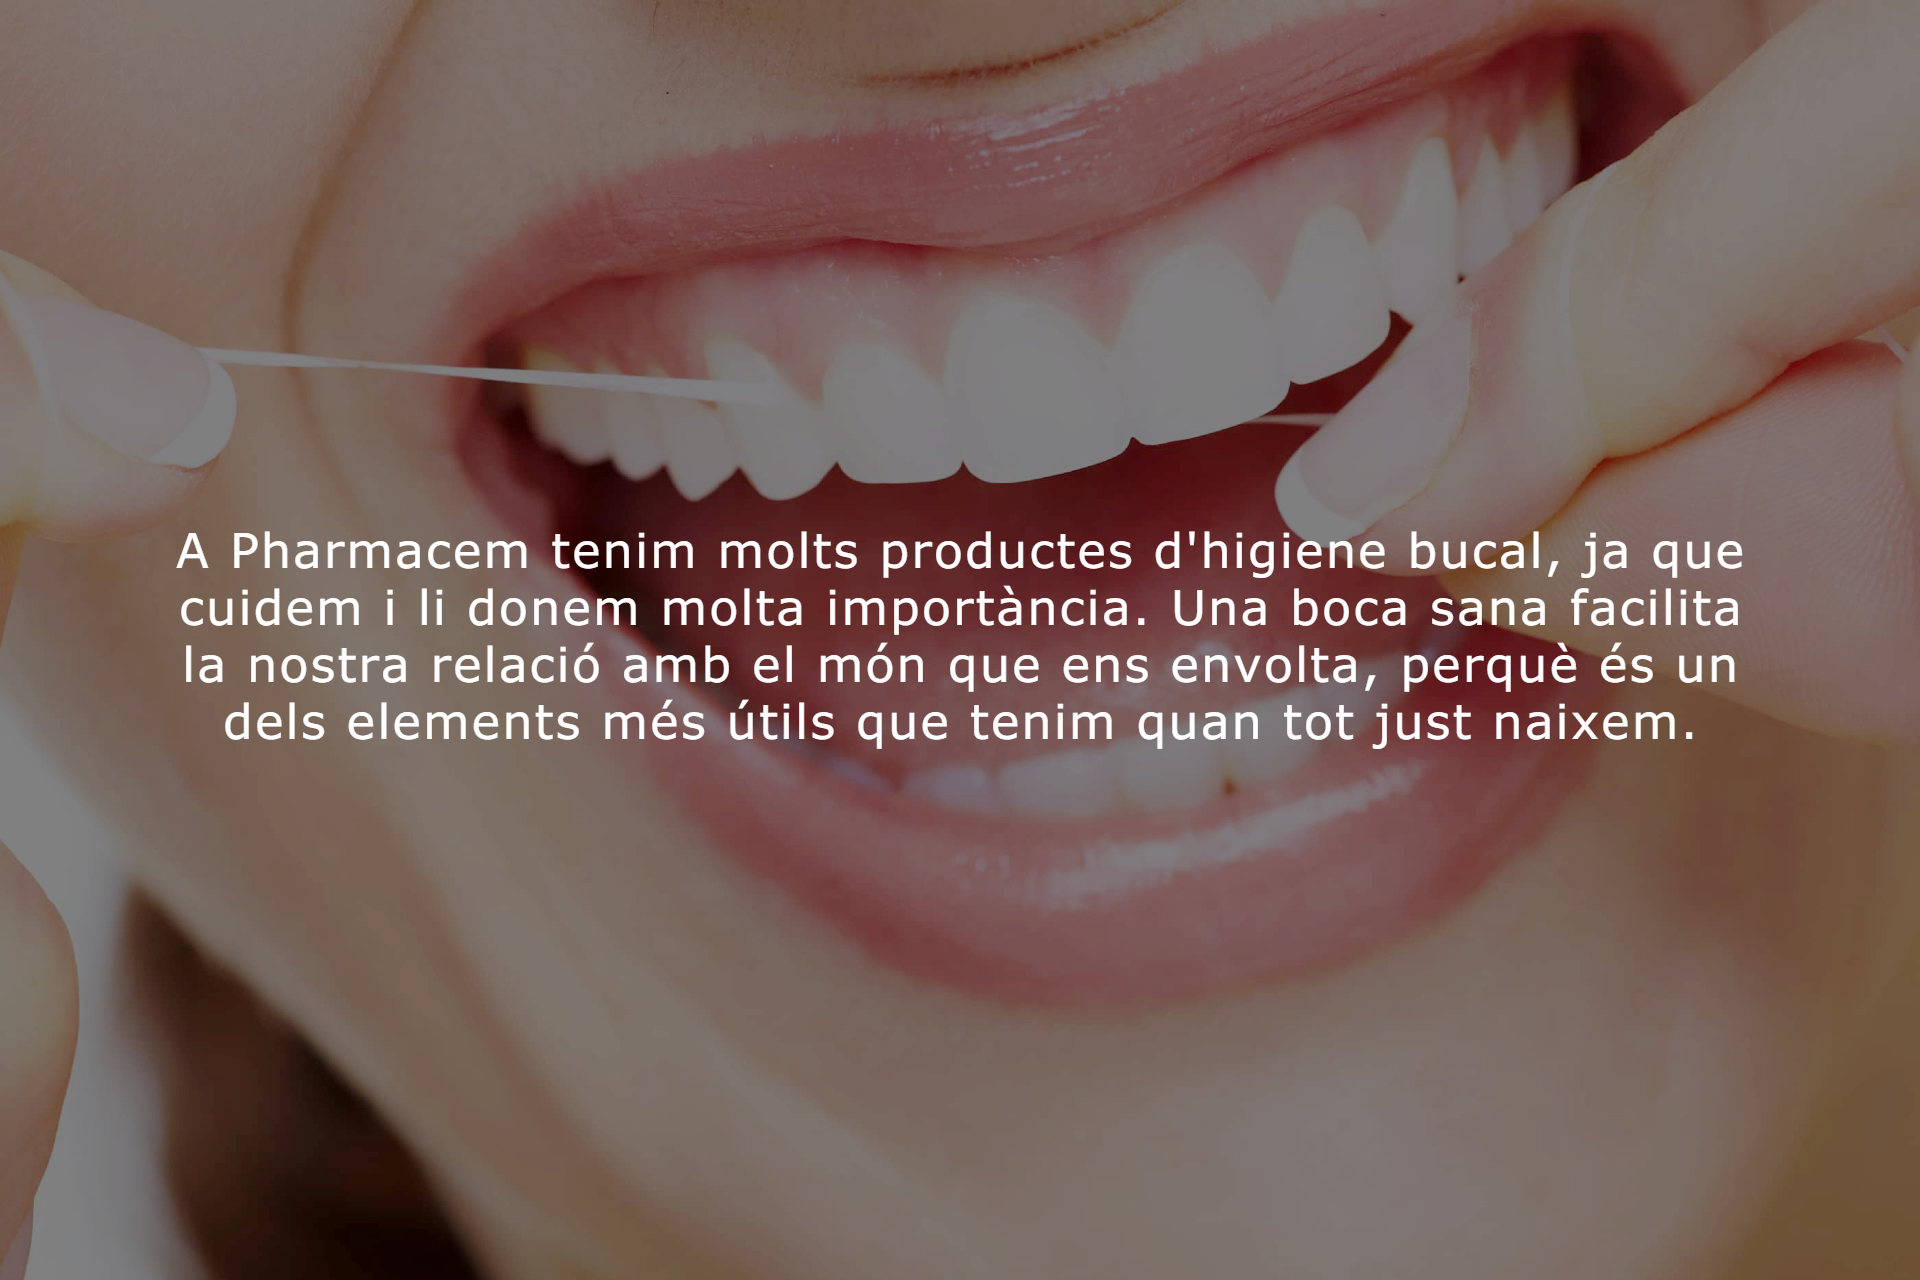 A Pharmacem tenim molts productes d'higiene bucal, ja que
cuidem i li donem molta importància. Una boca sana facilita
la nostra relació amb el món que ens envolta, perquè és un
dels elements més útils que tenim quan tot just naixem.